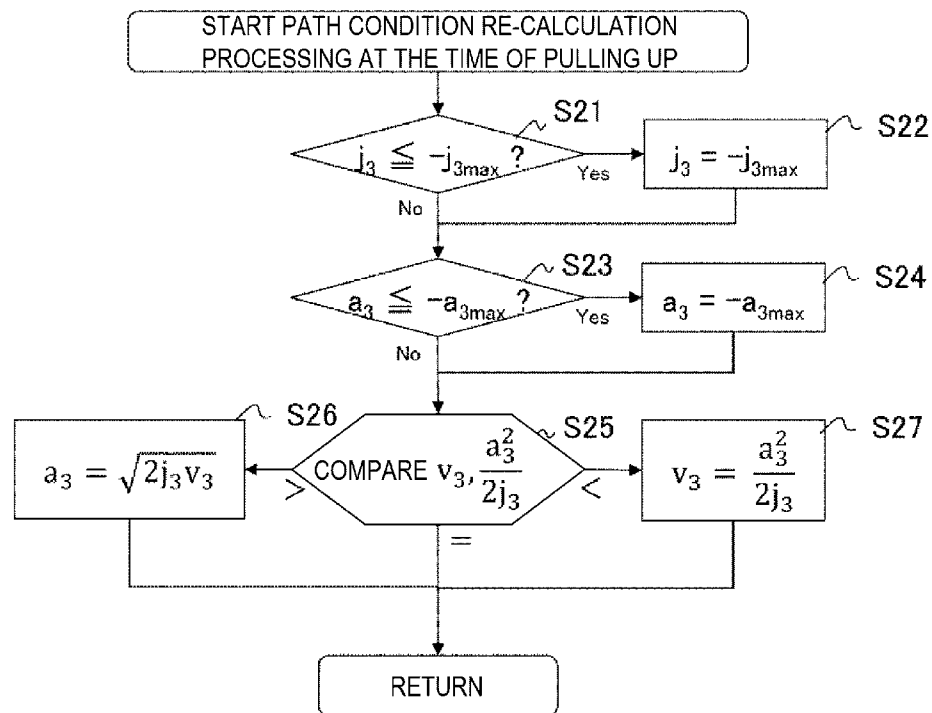 START PATH CONDITION RE-CALCULATION
PROCESSING AT THE TIME OF PULLING UP
S21
j₃ ≦ −j₃max ?
Yes
No
S22
j₃ = −j₃max
S23
a₃ ≦ −a₃max ?
Yes
No
S24
a₃ = −a₃max
S26
a₃ = √(2j₃v₃)
S25
COMPARE v₃, a₃²/2j₃
>
<
=
S27
v₃ = a₃²/2j₃
RETURN